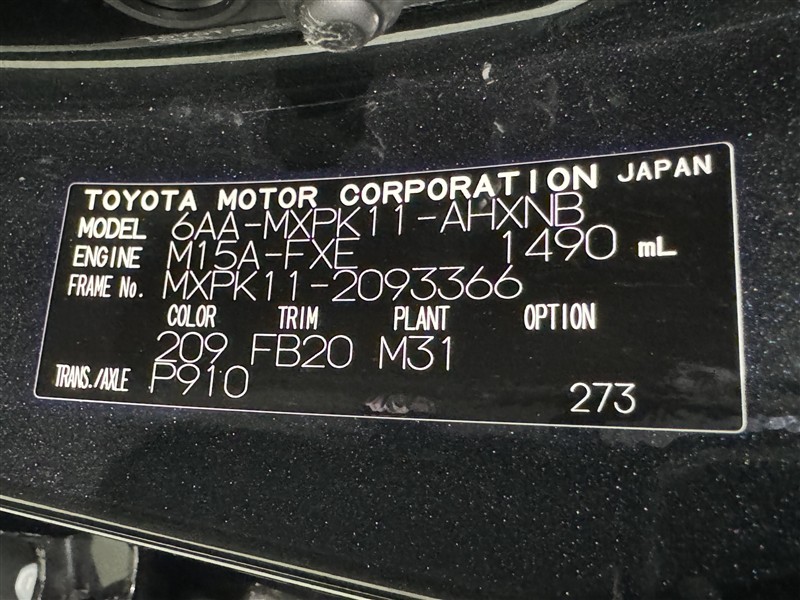 TOYOTA MOTOR CORPORATION JAPAN
MODEL 6AA-MXPK11-AHXNB
ENGINE M15A-FXE 1490 mL
FRAME No. MXPK11-2093366
COLOR TRIM PLANT OPTION
209 FB20 M31
TRANS./AXLE P910
273